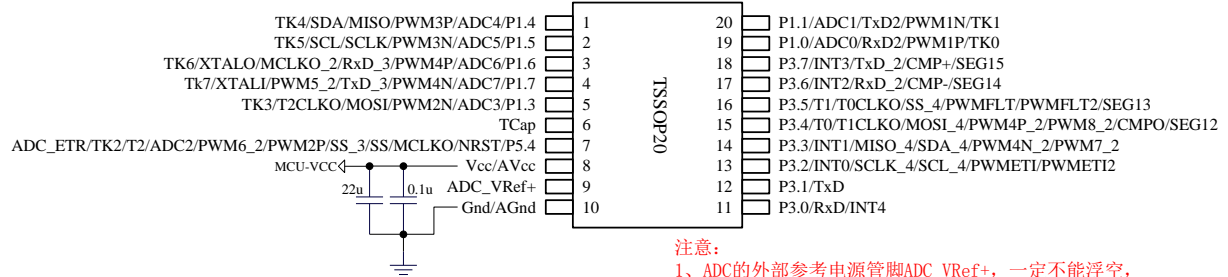 TK4/SDA/MISO/PWM3P/ADC4/P1.4 1
TK5/SCL/SCLK/PWM3N/ADC5/P1.5 2
TK6/XTALO/MCLKO_2/RxD_3/PWM4P/ADC6/P1.6 3
Tk7/XTALI/PWM5_2/TxD_3/PWM4N/ADC7/P1.7 4
TK3/T2CLKO/MOSI/PWM2N/ADC3/P1.3 5
TCap 6
ADC_ETR/TK2/T2/ADC2/PWM6_2/PWM2P/SS_3/SS/MCLKO/NRST/P5.4 7
MCU-VCC Vcc/AVcc 8
ADC_VRef+ 9
Gnd/AGnd 10
22u 0.1u
TSSOP20
20 P1.1/ADC1/TxD2/PWM1N/TK1
19 P1.0/ADC0/RxD2/PWM1P/TK0
18 P3.7/INT3/TxD_2/CMP+/SEG15
17 P3.6/INT2/RxD_2/CMP-/SEG14
16 P3.5/T1/T0CLKO/SS_4/PWMFLT/PWMFLT2/SEG13
15 P3.4/T0/T1CLKO/MOSI_4/PWM4P_2/PWM8_2/CMPO/SEG12
14 P3.3/INT1/MISO_4/SDA_4/PWM4N_2/PWM7_2
13 P3.2/INT0/SCLK_4/SCL_4/PWMETI/PWMETI2
12 P3.1/TxD
11 P3.0/RxD/INT4
注意:
1、ADC的外部参考电源管脚ADC_VRef+，一定不能浮空，